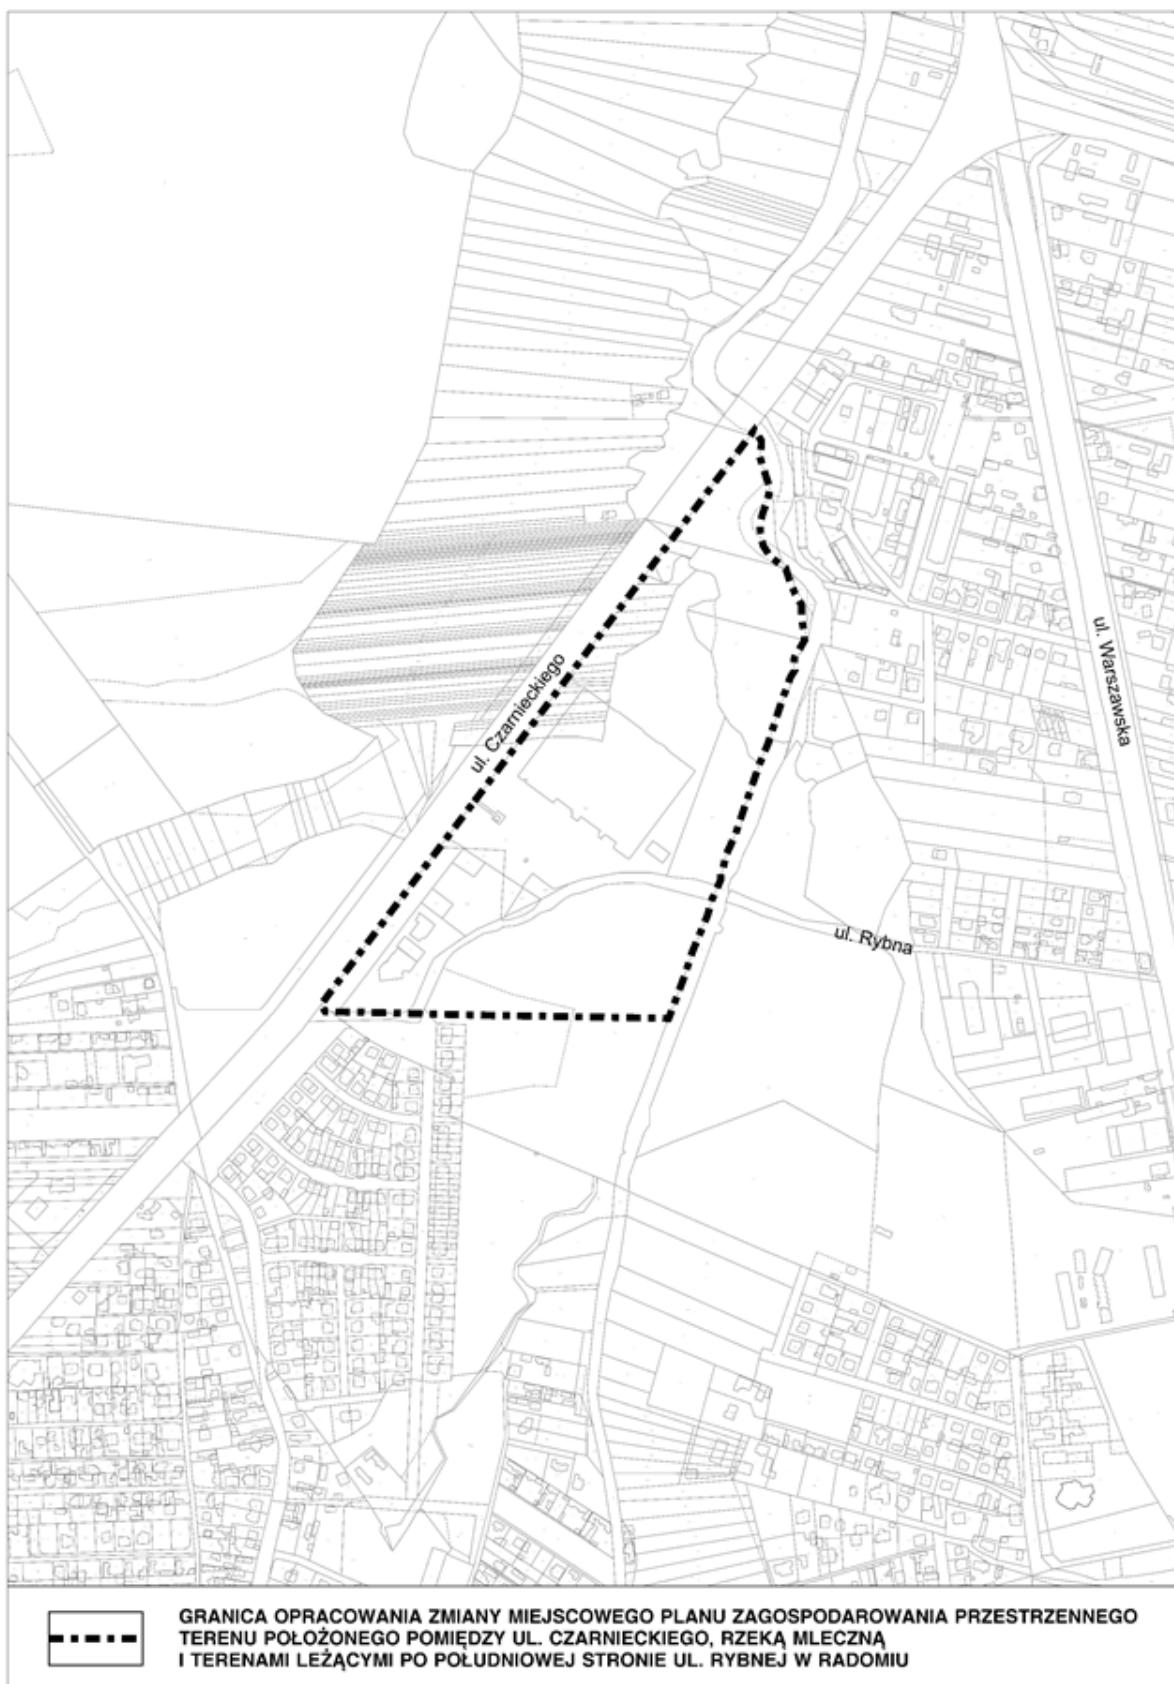 ul. Warszawska
ul. Czarnieckiego
ul. Rybna
GRANICA OPRACOWANIA ZMIANY MIEJSCOWEGO PLANU ZAGOSPODAROWANIA PRZESTRZENNEGO
TERENU POŁOŻONEGO POMIĘDZY UL. CZARNIECKIEGO, RZEKĄ MLECZNĄ
I TERENAMI LEŻĄCYMI PO POŁUDNIOWEJ STRONIE UL. RYBNEJ W RADOMIU